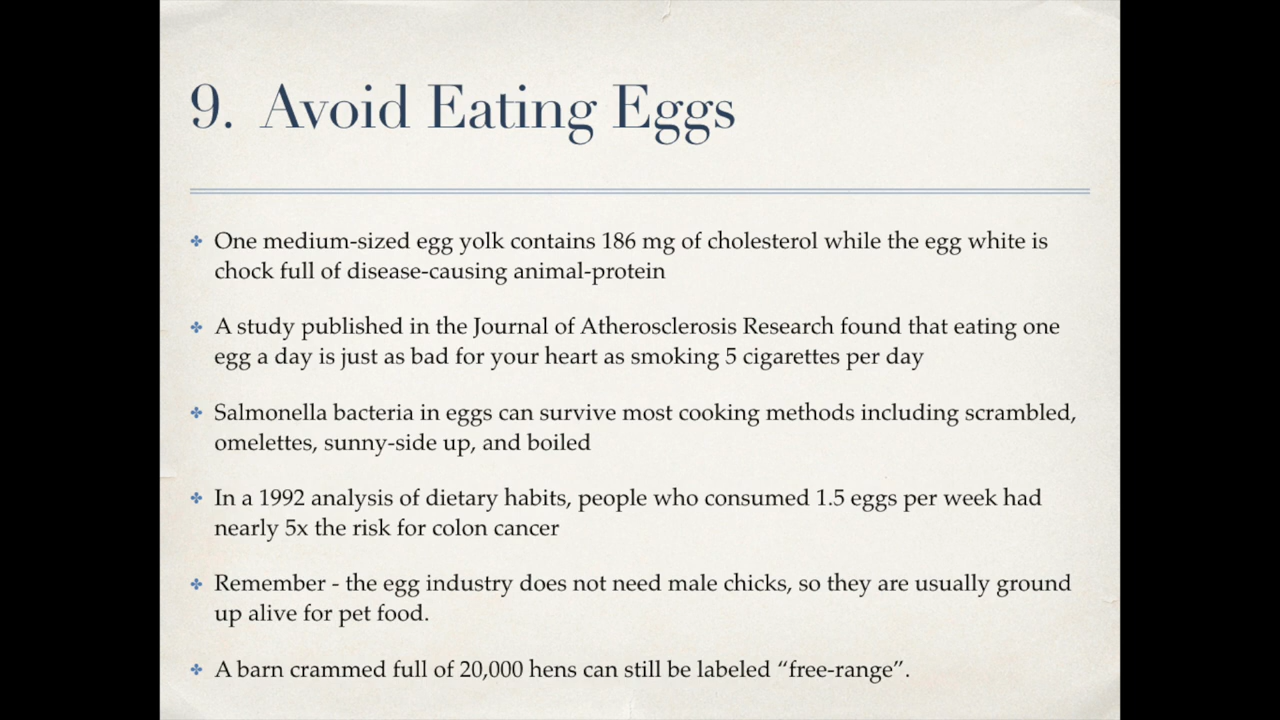 9. Avoid Eating Eggs
One medium-sized egg yolk contains 186 mg of cholesterol while the egg white is
chock full of disease-causing animal-protein
A study published in the Journal of Atherosclerosis Research found that eating one
egg a day is just as bad for your heart as smoking 5 cigarettes per day
Salmonella bacteria in eggs can survive most cooking methods including scrambled,
omelettes, sunny-side up, and boiled
In a 1992 analysis of dietary habits, people who consumed 1.5 eggs per week had
nearly 5x the risk for colon cancer
Remember - the egg industry does not need male chicks, so they are usually ground
up alive for pet food.
A barn crammed full of 20,000 hens can still be labeled “free-range”.